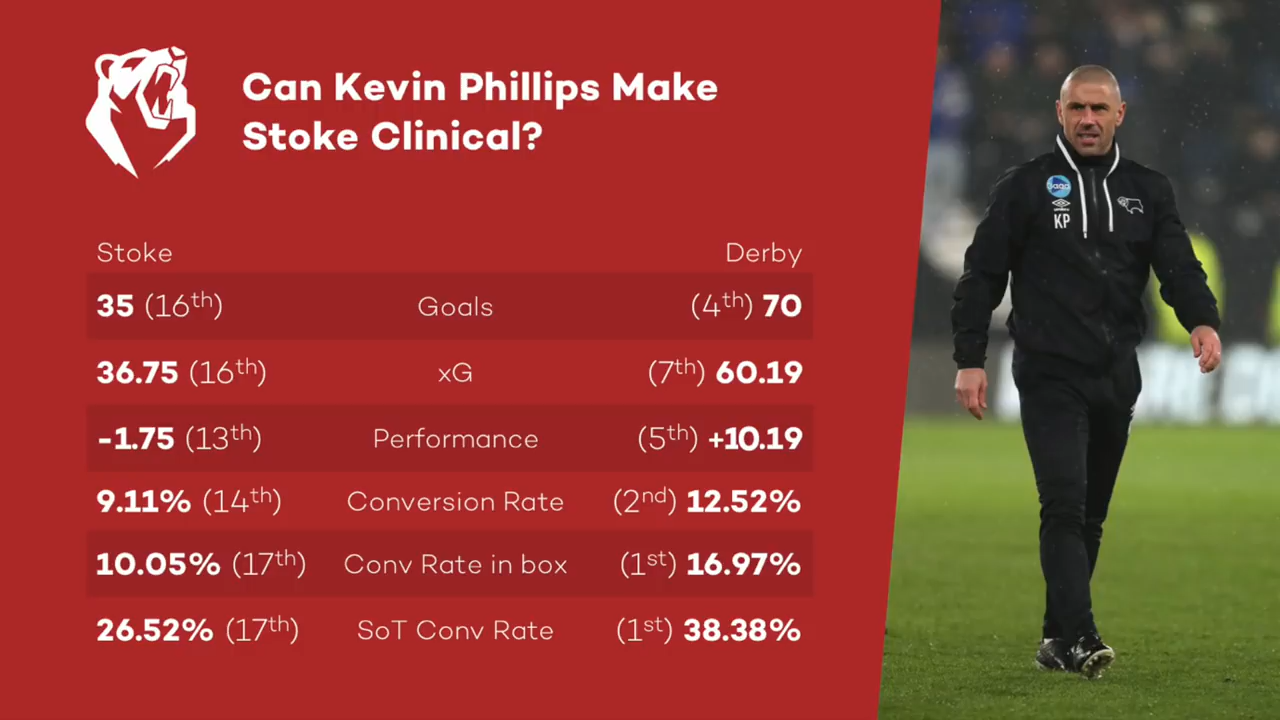 Can Kevin Phillips Make
Stoke Clinical?
Stoke Derby
35 (16th) Goals (4th) 70
36.75 (16th) xG (7th) 60.19
-1.75 (13th) Performance (5th) +10.19
9.11% (14th) Conversion Rate (2nd) 12.52%
10.05% (17th) Conv Rate in box (1st) 16.97%
26.52% (17th) SoT Conv Rate (1st) 38.38%
KP